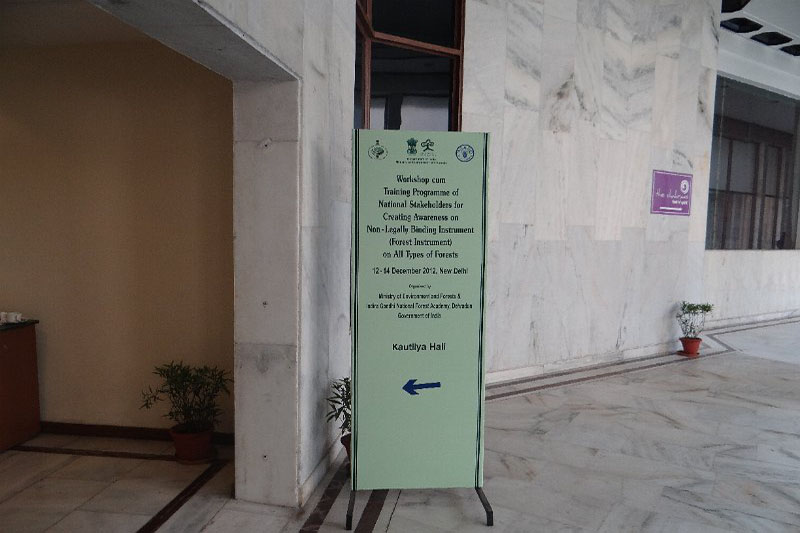 Workshop cum
Training Programme of
National Stakeholders for
Creating Awareness on
Non-Legally Binding Instrument
(Forest Instrument)
on All Types of Forests
12-14 December 2012, New Delhi
Organised by
Ministry of Environment and Forests &
Indira Gandhi National Forest Academy, Dehradun
Government of India
Kautilya Hall